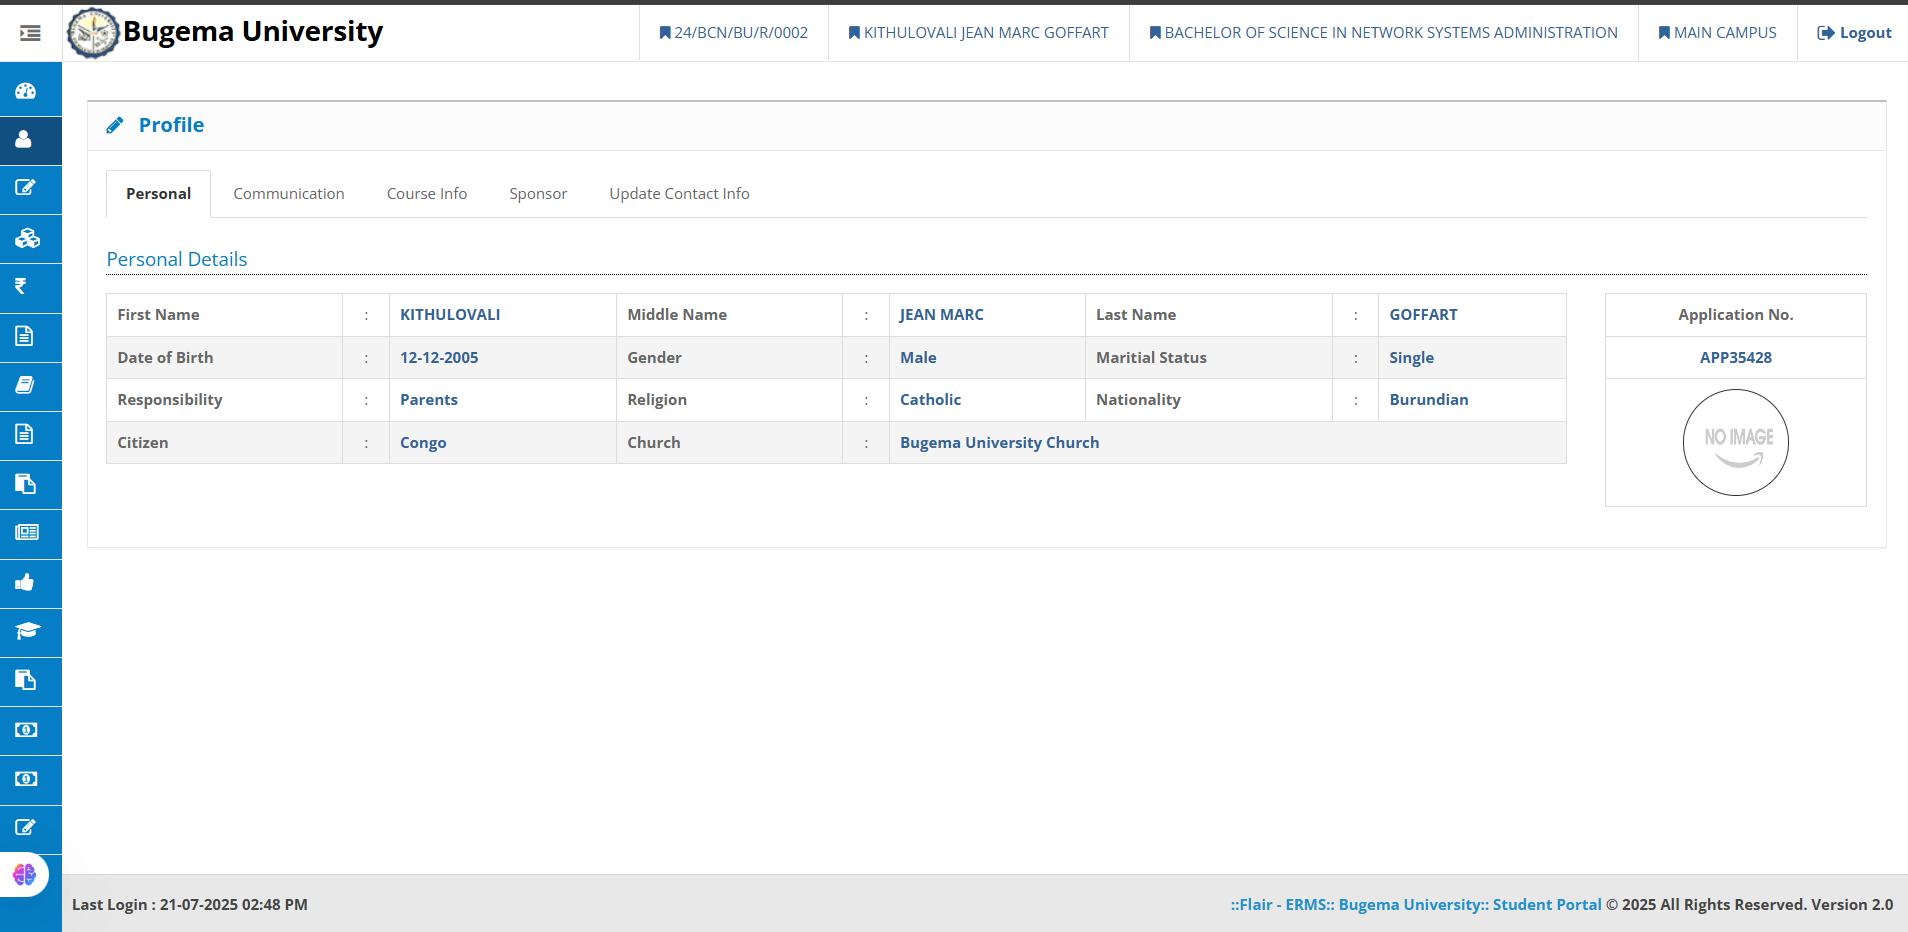 Bugema University
24/BCN/BU/R/0002
KITHULOVALI JEAN MARC GOFFART
BACHELOR OF SCIENCE IN NETWORK SYSTEMS ADMINISTRATION
MAIN CAMPUS
Logout
Profile
Personal Communication Course Info Sponsor Update Contact Info
Personal Details
First Name : KITHULOVALI Middle Name : JEAN MARC Last Name : GOFFART
Date of Birth : 12-12-2005 Gender : Male Maritial Status : Single
Responsibility : Parents Religion : Catholic Nationality : Burundian
Citizen : Congo Church : Bugema University Church
Application No.
APP35428
NO IMAGE
Last Login : 21-07-2025 02:48 PM
::Flair - ERMS:: Bugema University:: Student Portal © 2025 All Rights Reserved. Version 2.0